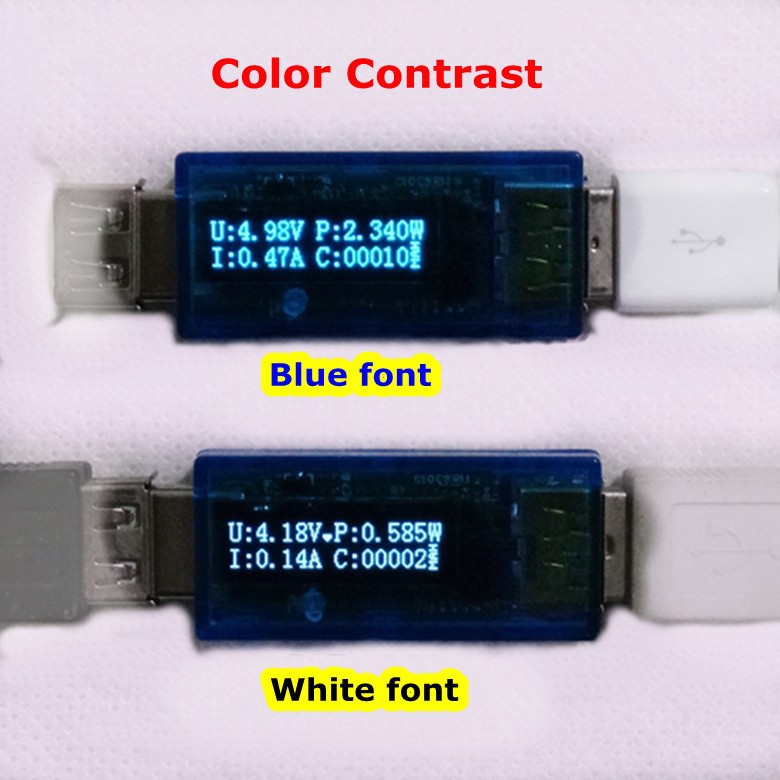 Color Contrast
U:4.98V P:2.340W
I:0.47A C:00010
Blue font
U:4.18V♥P:0.585W
I:0.14A C:00002
White font